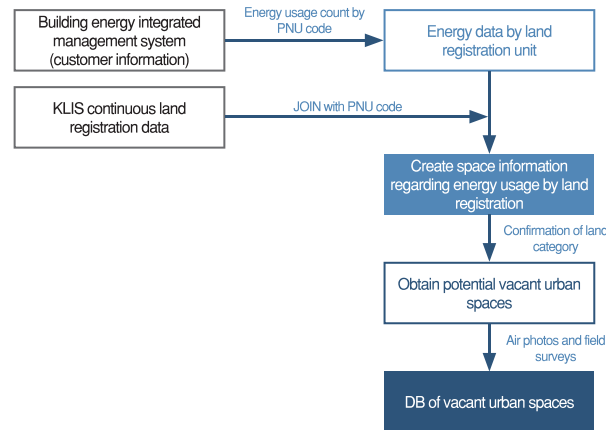 Building energy integrated
management system
(customer information)
Energy usage count by
PNU code
Energy data by land
registration unit
KLIS continuous land
registration data
JOIN with PNU code
Create space information
regarding energy usage by land
registration
Confirmation of land
category
Obtain potential vacant urban
spaces
Air photos and field
surveys
DB of vacant urban spaces